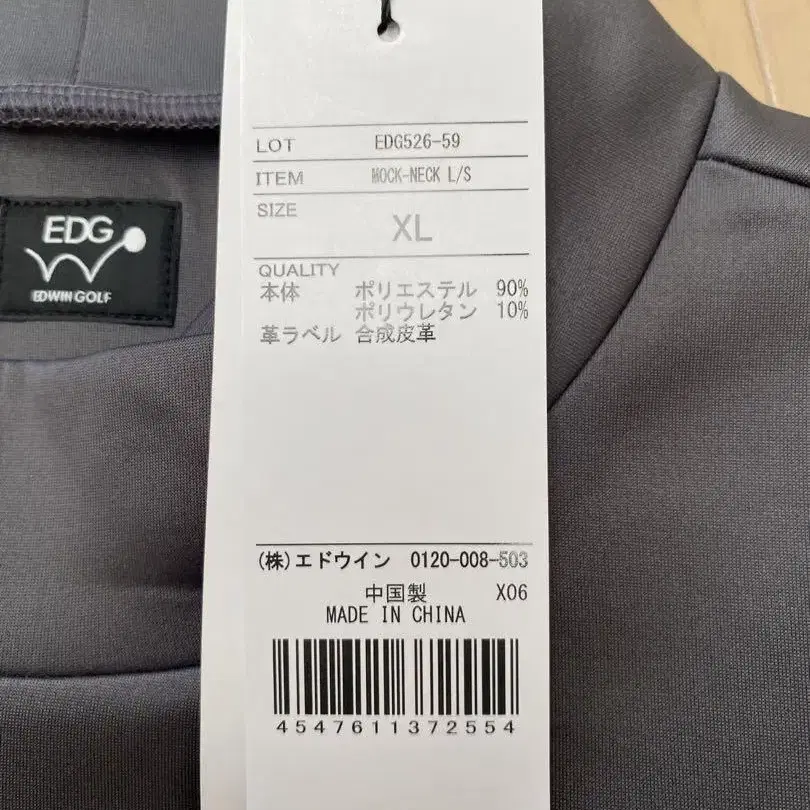 EDG
EDWIN GOLF
LOT EDG526-59
ITEM MOCK-NECK L/S
SIZE
XL
QUALITY
本体 ポリエステル 90%
ポリウレタン 10%
革ラベル 合成皮革
(株)エドウイン 0120-008-503
中国製 X06
MADE IN CHINA
4547611372554